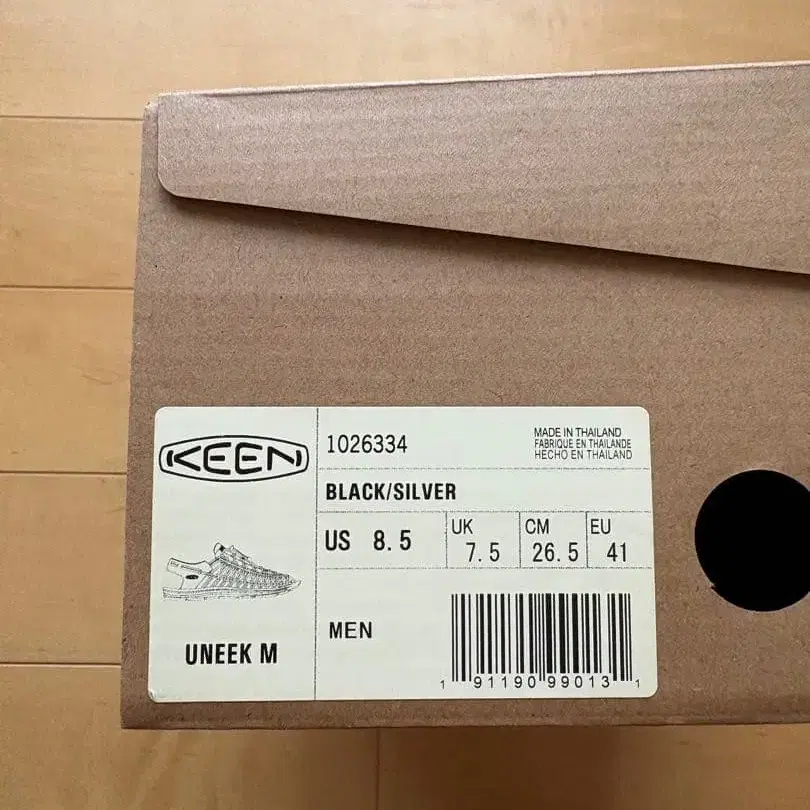 KEEN
1026334
MADE IN THAILAND
FABRIQUE EN THAILANDE
HECHO EN THAILAND
BLACK/SILVER
US 8.5
UK 7.5
CM 26.5
EU 41
UNEEK M
MEN
1 91190 99013 1